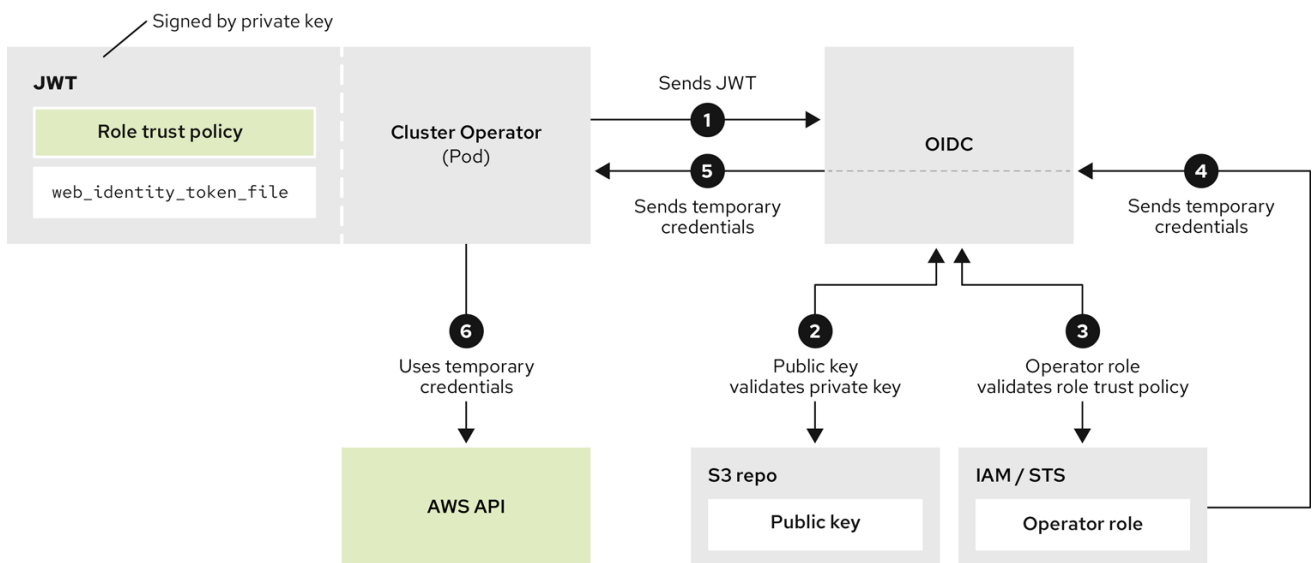 Signed by private key
JWT
Role trust policy
web_identity_token_file
Cluster Operator
(Pod)
Sends JWT
1
5
Sends temporary
credentials
OIDC
4
Sends temporary
credentials
6
Uses temporary
credentials
2
Public key
validates private key
3
Operator role
validates role trust policy
AWS API
S3 repo
Public key
IAM / STS
Operator role